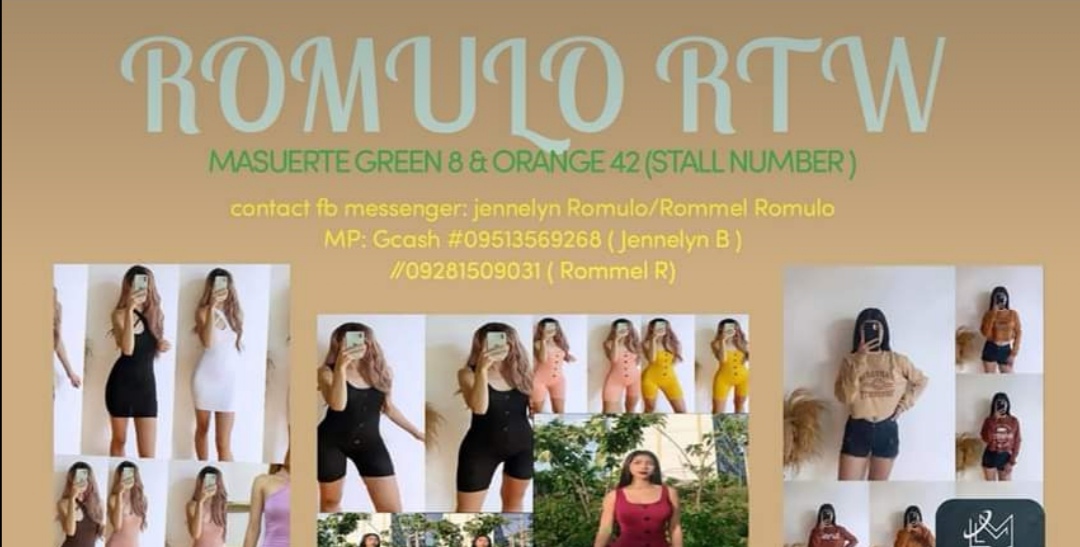 ROMULO RTW
MASUERTE GREEN 8 & ORANGE 42 (STALL NUMBER )
contact fb messenger: jennelyn Romulo/Rommel Romulo
MP: Gcash #09513569268 ( Jennelyn B )
//09281509031 ( Rommel R)